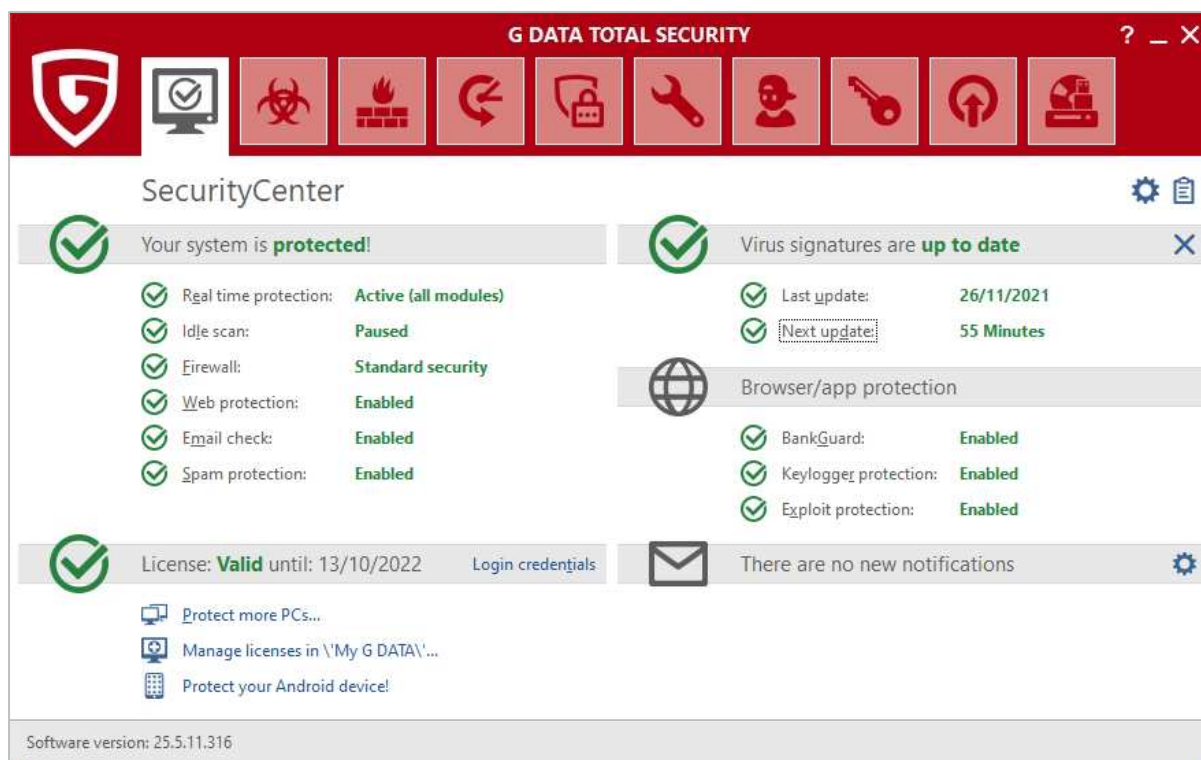 G DATA TOTAL SECURITY
SecurityCenter
Your system is protected!
Real time protection: Active (all modules)
Idle scan: Paused
Firewall: Standard security
Web protection: Enabled
Email check: Enabled
Spam protection: Enabled
Virus signatures are up to date
Last update: 26/11/2021
Next update: 55 Minutes
Browser/app protection
BankGuard: Enabled
Keylogger protection: Enabled
Exploit protection: Enabled
License: Valid until: 13/10/2022 Login credentials
Protect more PCs...
Manage licenses in \'My G DATA\'...
Protect your Android device!
There are no new notifications
Software version: 25.5.11.316